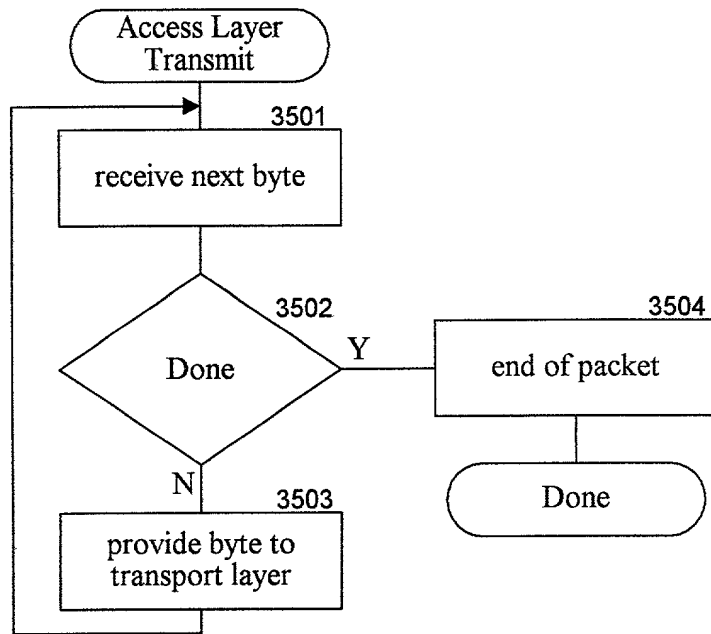 Access Layer
Transmit
3501
receive next byte
3502
Done
Y
3504
end of packet
N
Done
3503
provide byte to
transport layer